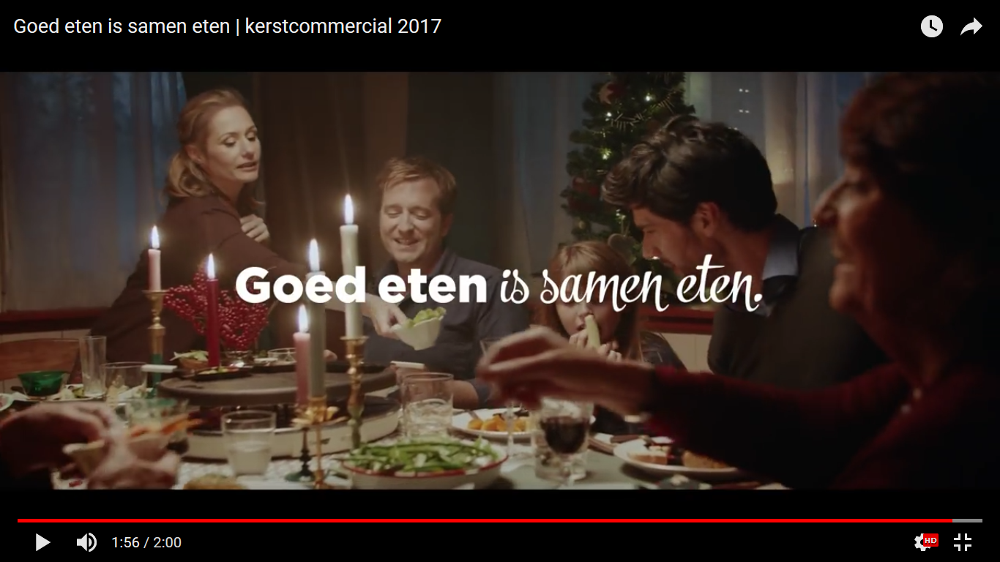 Goed eten is samen eten | kerstcommercial 2017
Goed eten is samen eten.
1:56 / 2:00
HD